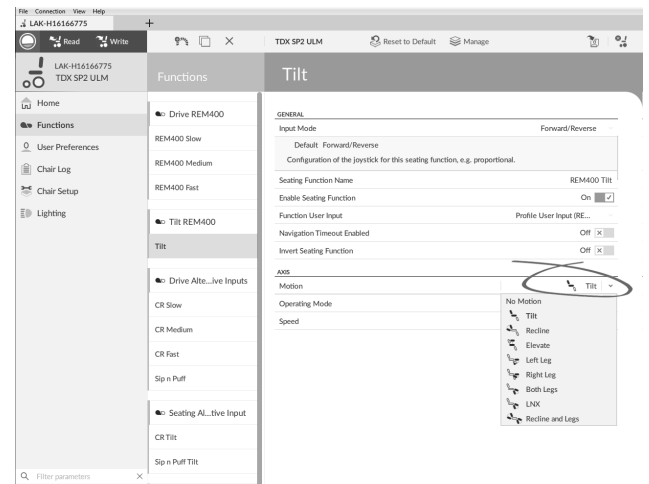 File Connection View Help
LAK-H16166775 +
Read Write TDX SP2 ULM Reset to Default Manage
LAK-H16166775
TDX SP2 ULM
Functions
Tilt
Home
Functions
User Preferences
Chair Log
Chair Setup
Lighting
Filter parameters
Drive REM400
REM400 Slow
REM400 Medium
REM400 Fast
Tilt REM400
Tilt
Drive Alte...ive Inputs
CR Slow
CR Medium
CR Fast
Sip n Puff
Seating Al...tive Input
CR Tilt
Sip n Puff Tilt
GENERAL
Input Mode Forward/Reverse
Default Forward/Reverse
Configuration of the joystick for this seating function, e.g. proportional.
Seating Function Name REM400 Tilt
Enable Seating Function On
Function User Input Profile User Input (RE...
Navigation Timeout Enabled Off
Invert Seating Function Off
AXIS
Motion Tilt
Operating Mode
Speed
No Motion
Tilt
Recline
Elevate
Left Leg
Right Leg
Both Legs
LNX
Recline and Legs